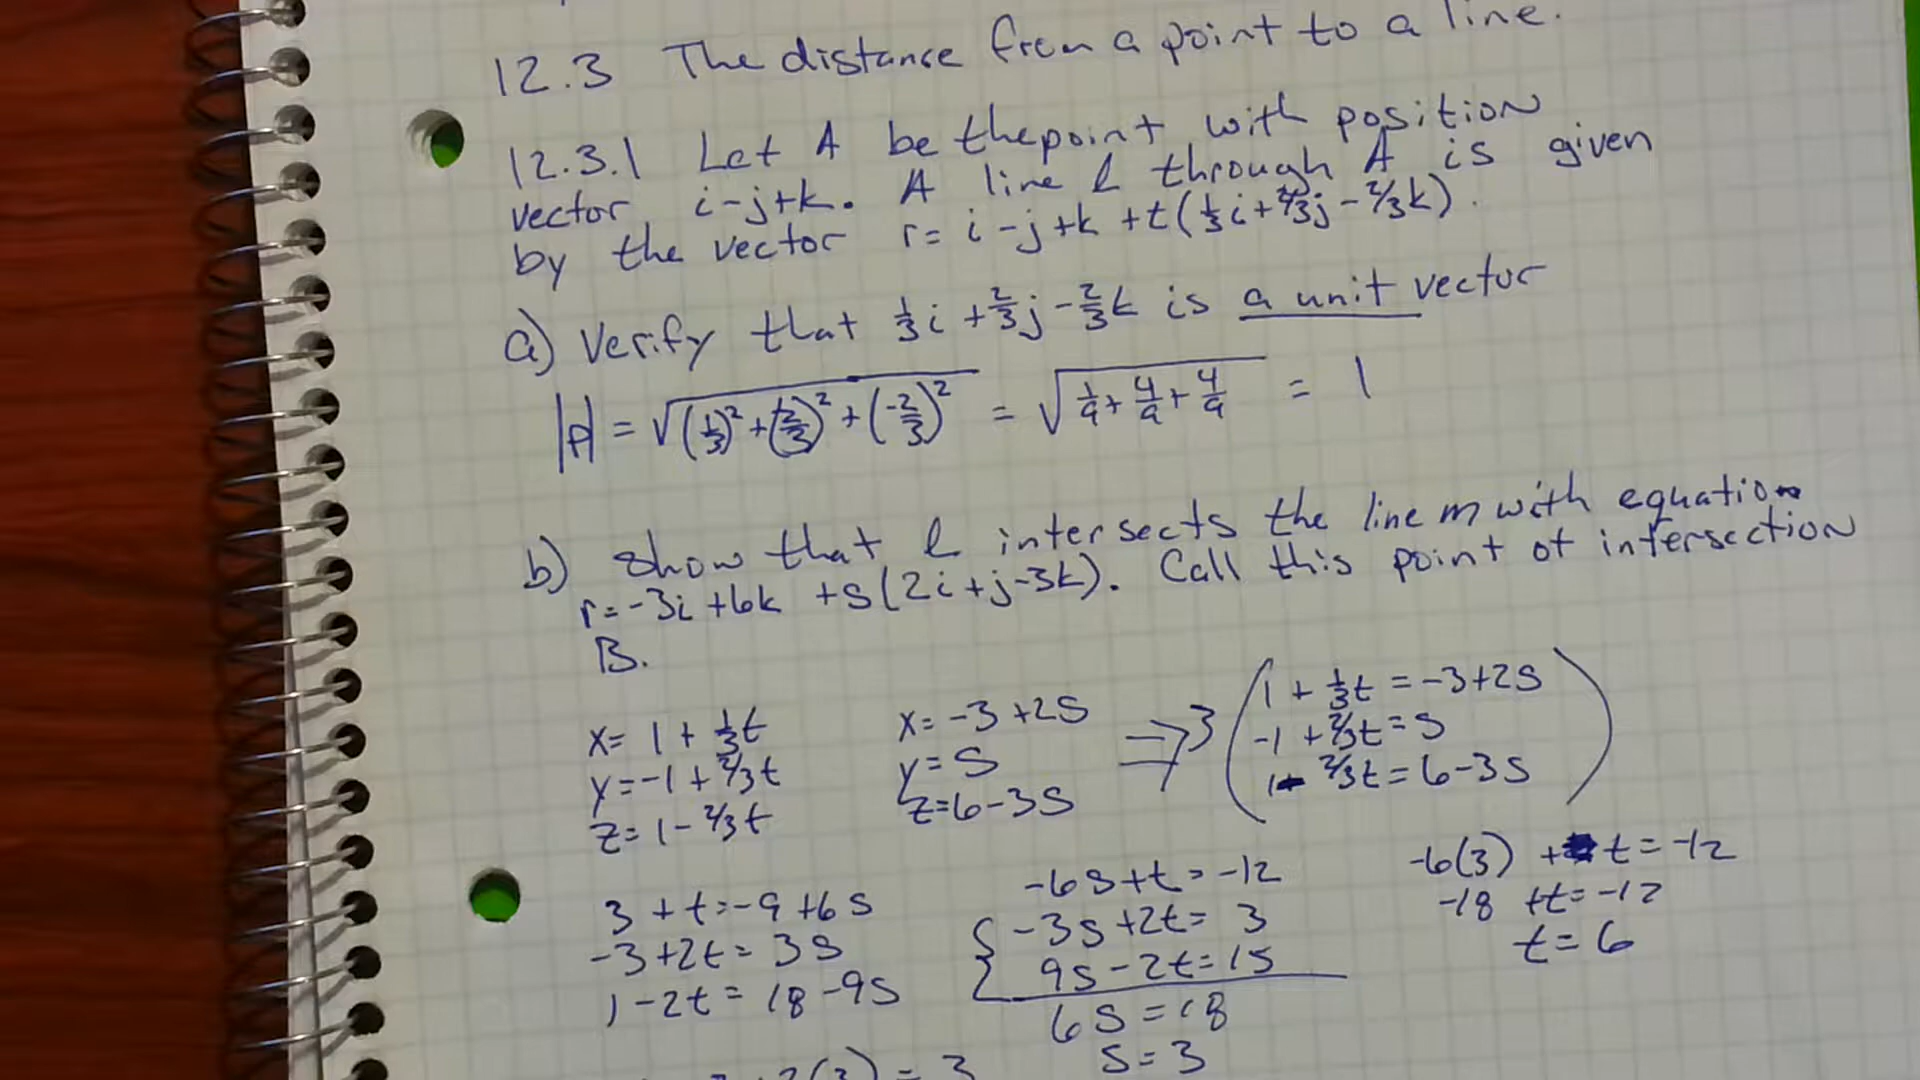 12.3 The distance from a point to a line.
12.3.1 Let A be the point with position
vector i-j+k. A line l through A is given
by the vector r= i-j+k +t(1/3i+2/3j-2/3k).
a) Verify that 1/3i+2/3j-2/3k is a unit vector
|A| = √((1/3)²+(2/3)²+(-2/3)²) = √(1/9+4/9+4/9) = 1
b) Show that l intersects the line m with equation
r=-3i+6k +s(2i+j-3k). Call this point of intersection
B.
x= 1+1/3t x=-3+2s ⇒3( 1+1/3t=-3+2s )
y=-1+2/3t y=s -1+2/3t=s
z=1-2/3t z=6-3s 1-2/3t=6-3s
3+t=-9+6s -6s+t=-12 -6(3)+t=-12
-3+2t=3s { -3s+2t=3 -18+t=-12
1-2t=18-9s 9s-2t=15 t=6
6s=18
s=3
2(3) = 3